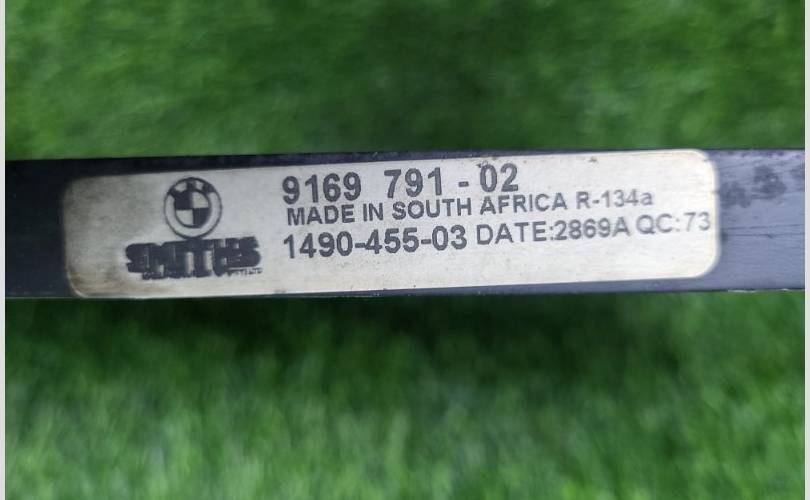 9169 791 - 02
MADE IN SOUTH AFRICA R-134a
1490-455-03 DATE:2869A QC:73
SMITHS